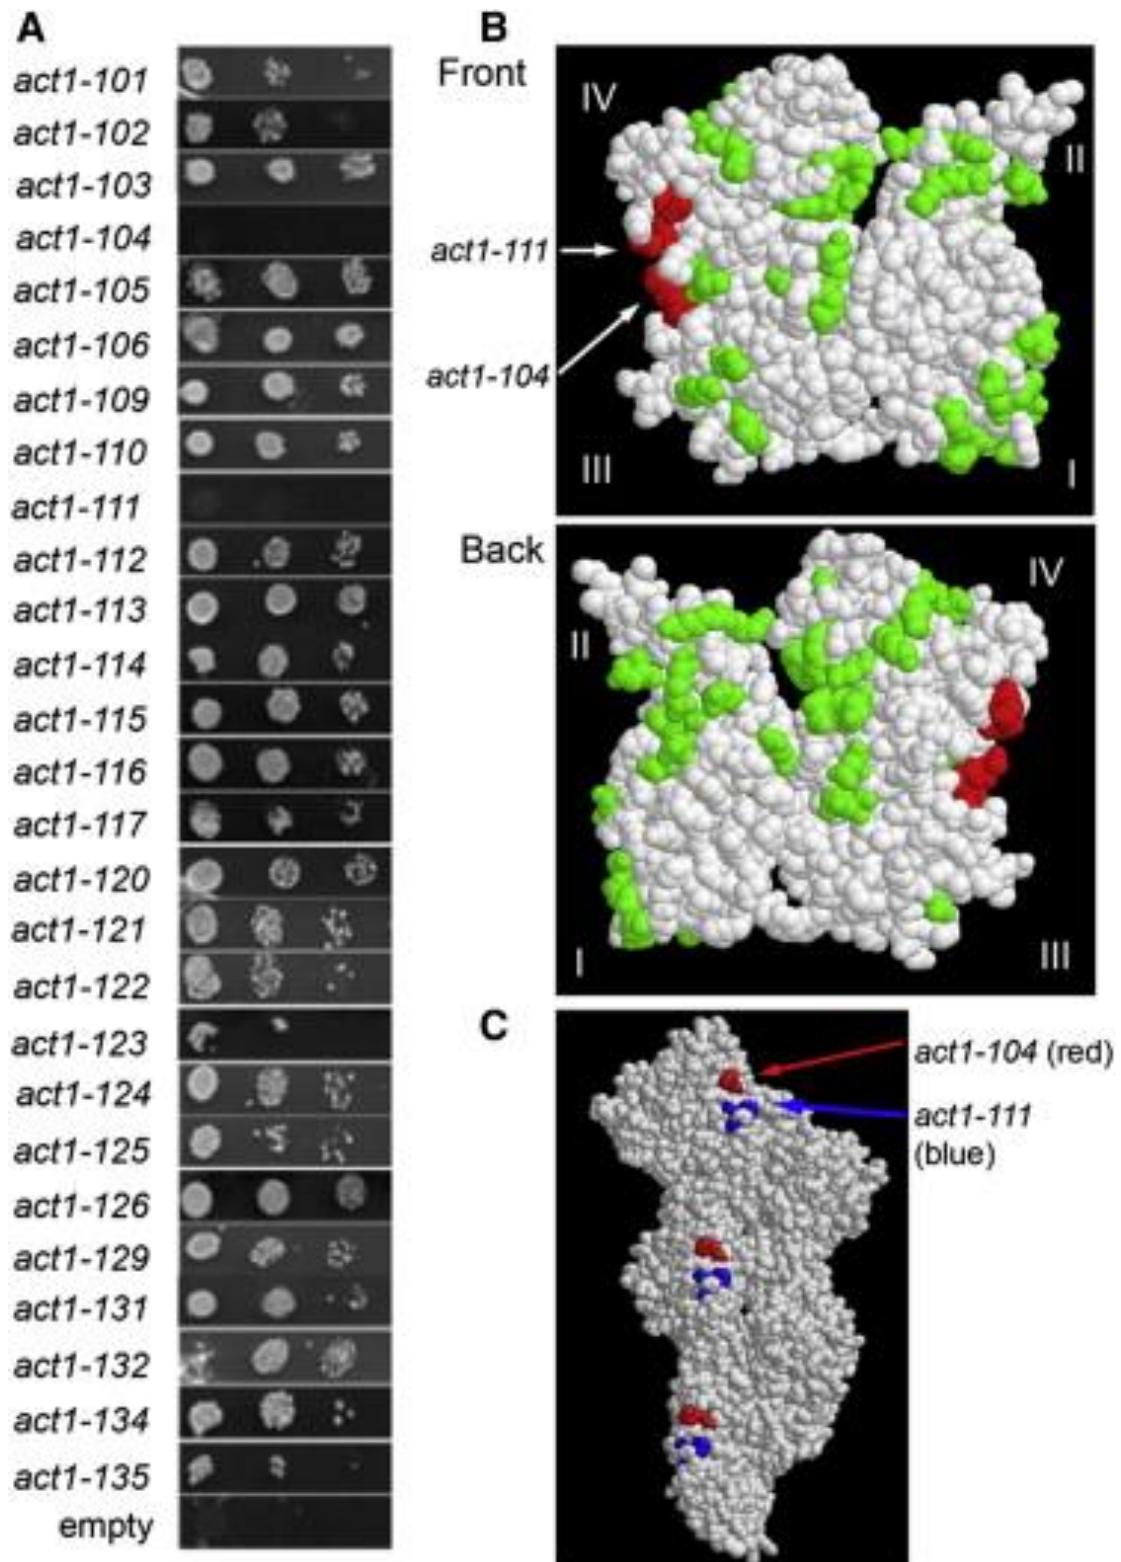 A
act1-101
act1-102
act1-103
act1-104
act1-105
act1-106
act1-109
act1-110
act1-111
act1-112
act1-113
act1-114
act1-115
act1-116
act1-117
act1-120
act1-121
act1-122
act1-123
act1-124
act1-125
act1-126
act1-129
act1-131
act1-132
act1-134
act1-135
empty
B
Front
IV
II
act1-111
act1-104
III
I
Back
IV
II
I
III
C
act1-104 (red)
act1-111
(blue)